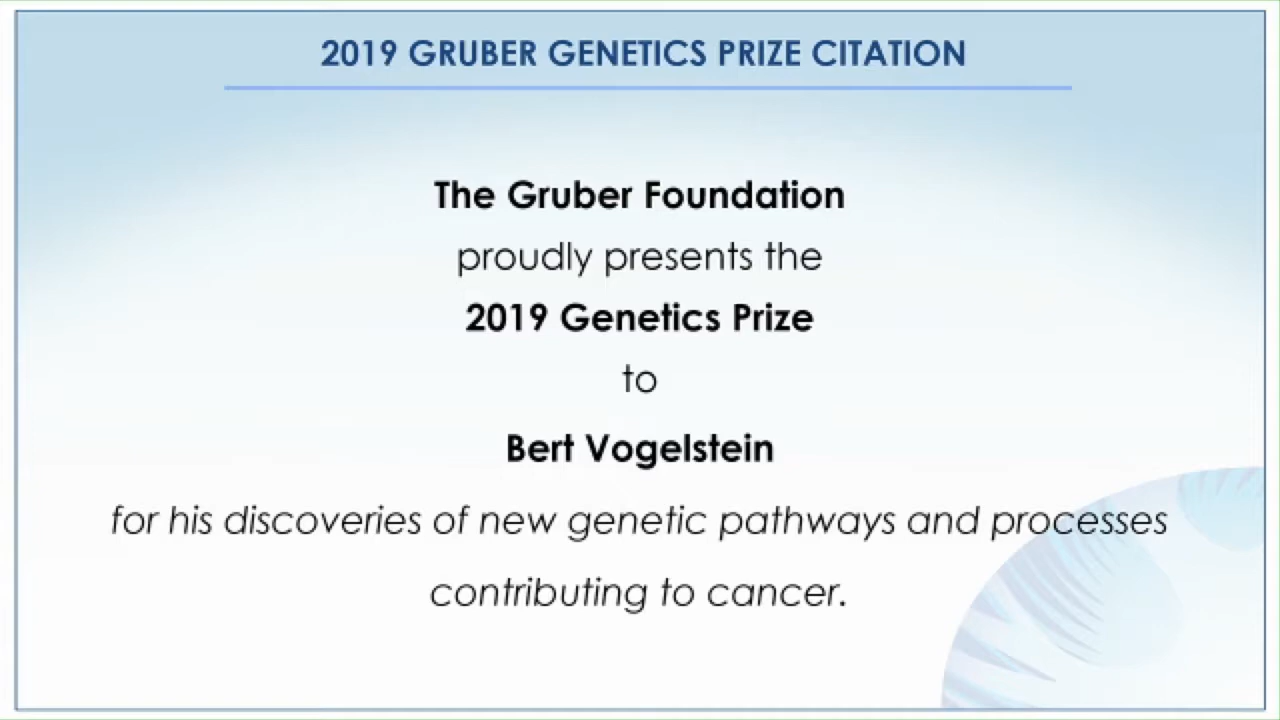 2019 GRUBER GENETICS PRIZE CITATION
The Gruber Foundation
proudly presents the
2019 Genetics Prize
to
Bert Vogelstein
for his discoveries of new genetic pathways and processes
contributing to cancer.